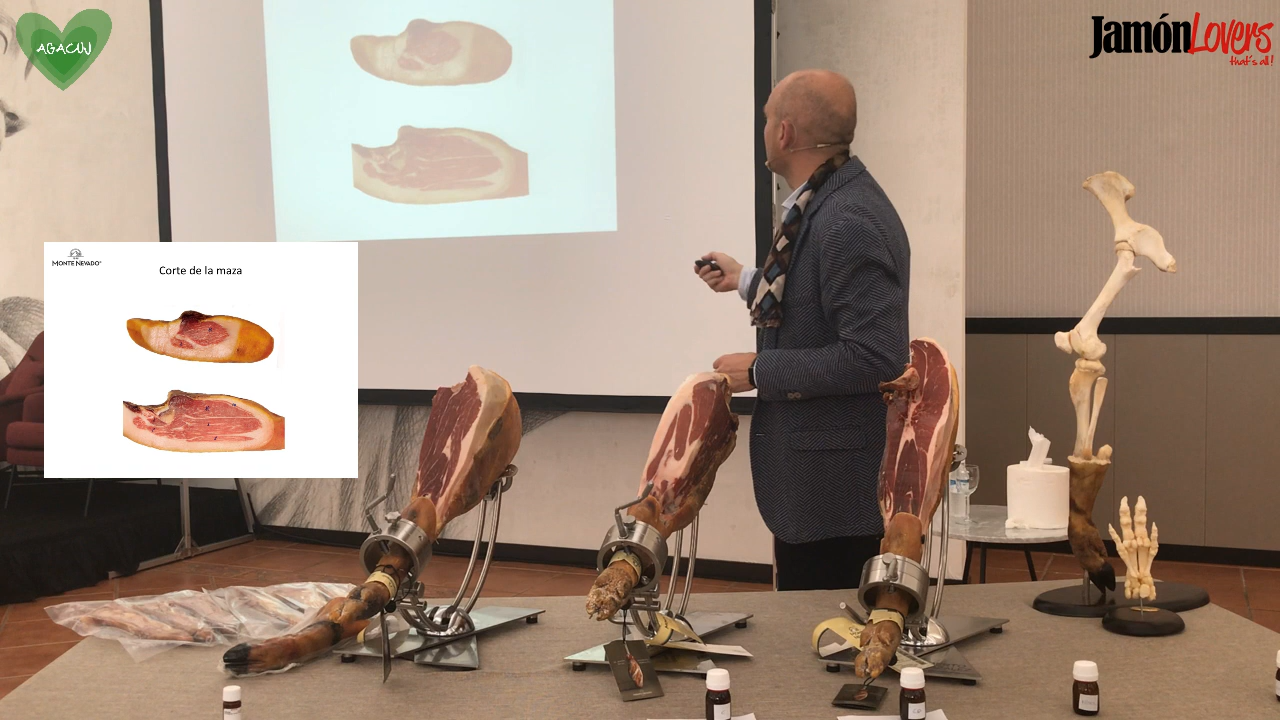 AGACUJ
JamónLovers
that's all!
MONTE NEVADO
Corte de la maza